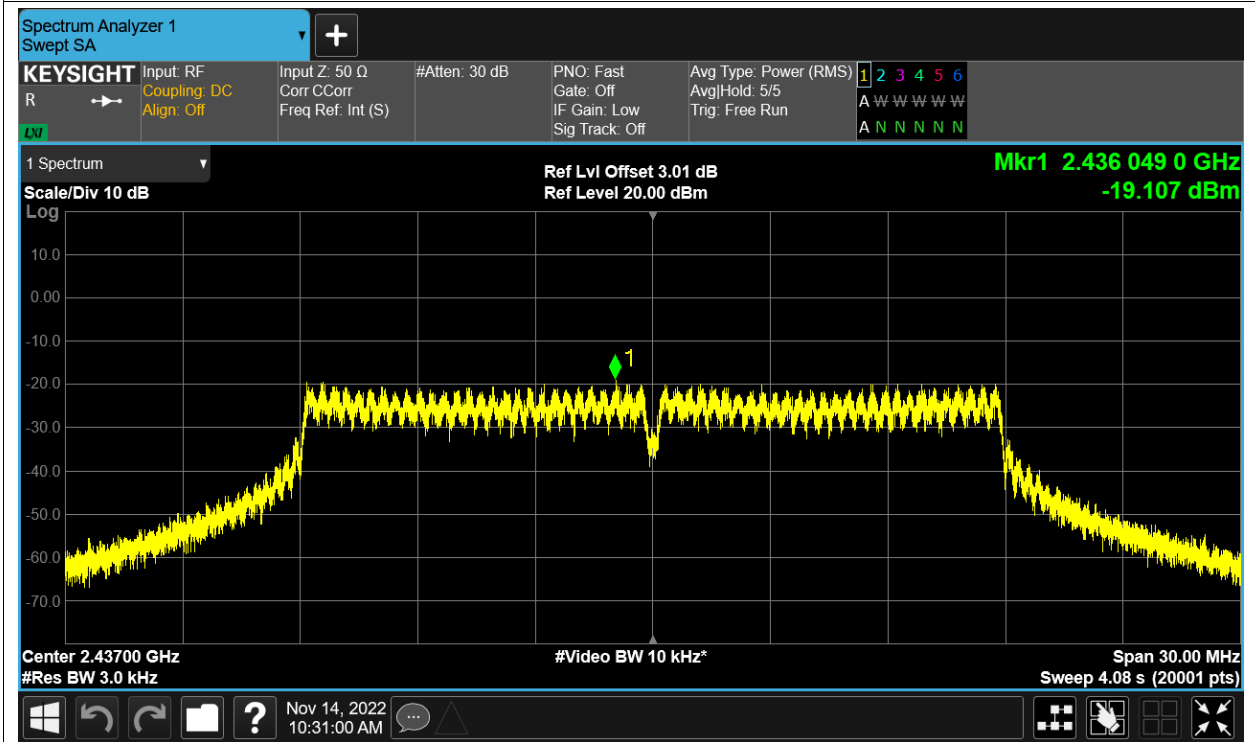 Spectrum Analyzer 1
Swept SA
+
KEYSIGHT
R
LXI
Input: RF
Coupling: DC
Align: Off
Input Z: 50 Ω
Corr CCorr
Freq Ref: Int (S)
#Atten: 30 dB
PNO: Fast
Gate: Off
IF Gain: Low
Sig Track: Off
Avg Type: Power (RMS)
Avg|Hold: 5/5
Trig: Free Run
1 2 3 4 5 6
A W W W W W
A N N N N N
1 Spectrum
Scale/Div 10 dB
Ref Lvl Offset 3.01 dB
Ref Level 20.00 dBm
Mkr1 2.436 049 0 GHz
-19.107 dBm
Log
10.0
0.00
-10.0
-20.0
-30.0
-40.0
-50.0
-60.0
-70.0
1
Center 2.43700 GHz
#Res BW 3.0 kHz
#Video BW 10 kHz*
Span 30.00 MHz
Sweep 4.08 s (20001 pts)
?
Nov 14, 2022
10:31:00 AM